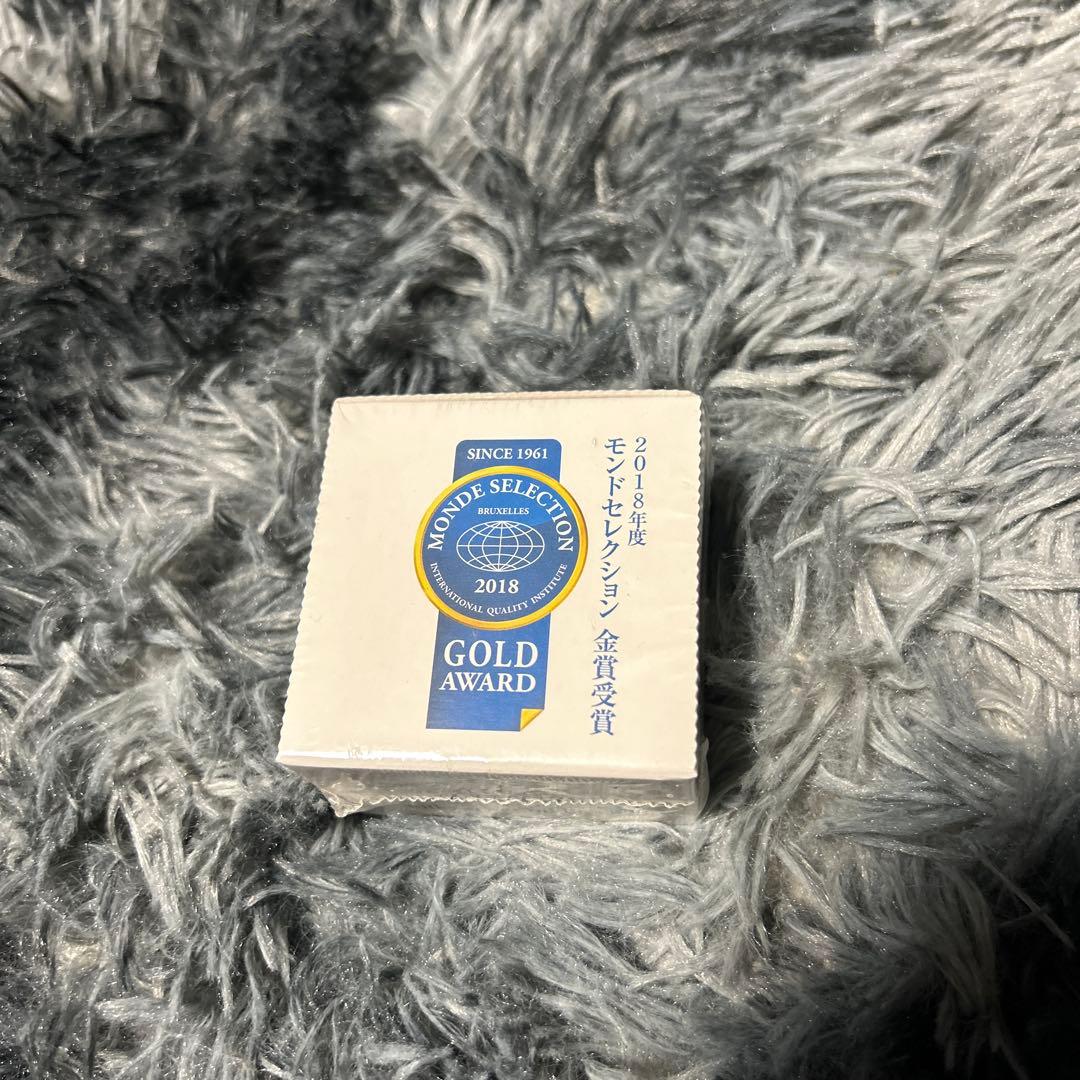 SINCE 1961
MONDE SELECTION
BRUXELLES
2018
INTERNATIONAL QUALITY INSTITUTE
GOLD
AWARD
2018年度
モンドセレクション 金賞受賞